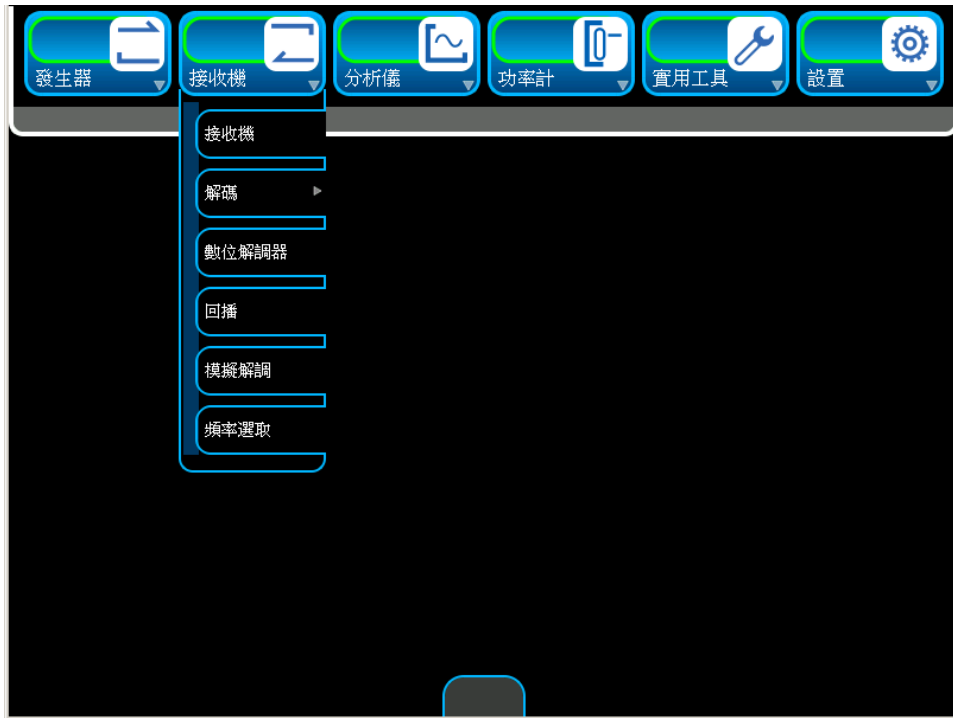 發生器
接收機
分析儀
功率計
實用工具
設置
接收機
解碼
數位解調器
回播
模擬解調
頻率選取